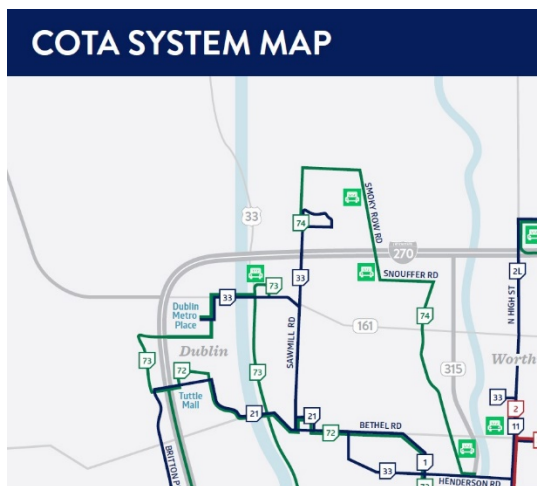 COTA SYSTEM MAP
33
74
SMOKY ROW RD
INTERSTATE
270
2L
33
SNOUFFER RD
73
33
Dublin
Metro
Place
SAWMILL RD
161
74
N HIGH ST
73
Dublin
72
73
315
Worth
Tuttle
Mall
21
21
33
2
BRITTON P
72
BETHEL RD
11
33
1
HENDERSON RD
72